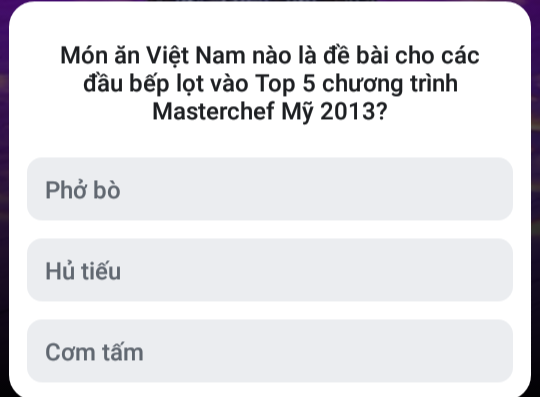 Món ăn Việt Nam nào là đề bài cho các
đầu bếp lọt vào Top 5 chương trình
Masterchef Mỹ 2013?
Phở bò
Hủ tiếu
Cơm tấm